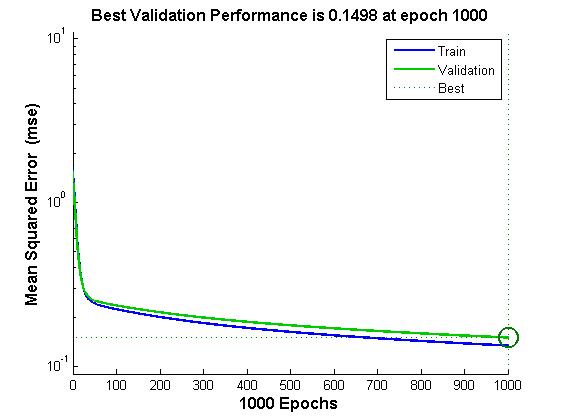 Best Validation Performance is 0.1498 at epoch 1000
Mean Squared Error (mse)
10^1
10^0
10^-1
Train
Validation
Best
0 100 200 300 400 500 600 700 800 900 1000
1000 Epochs